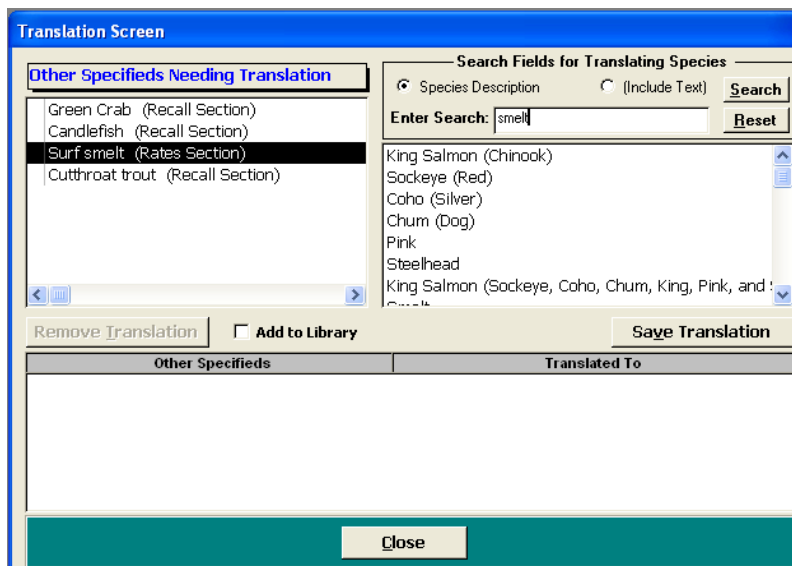 Translation Screen
Other Specifieds Needing Translation
Green Crab (Recall Section)
Candlefish (Recall Section)
Surf smelt (Rates Section)
Cutthroat trout (Recall Section)
Search Fields for Translating Species
Species Description
(Include Text)
Search
Enter Search: smelt
Reset
King Salmon (Chinook)
Sockeye (Red)
Coho (Silver)
Chum (Dog)
Pink
Steelhead
King Salmon (Sockeye, Coho, Chum, King, Pink, and
Smelt
Remove Translation
Add to Library
Save Translation
Other Specifieds
Translated To
Close